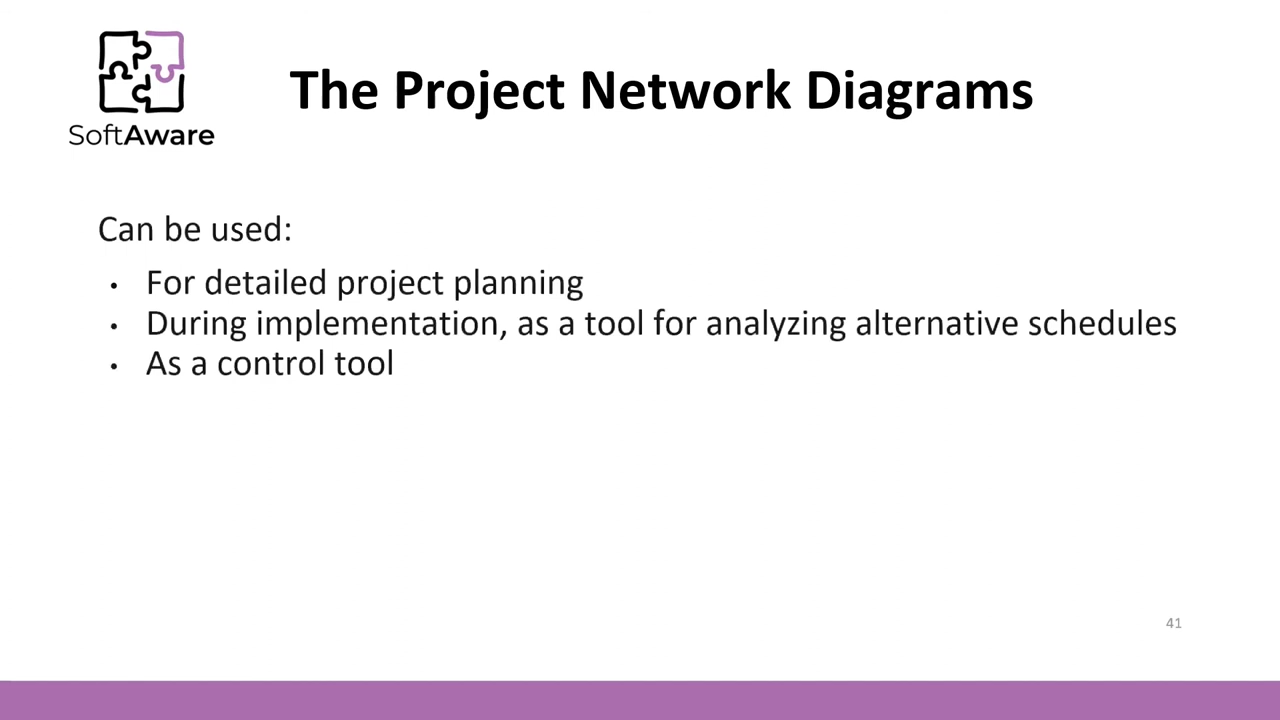 SoftAware
The Project Network Diagrams
Can be used:
• For detailed project planning
• During implementation, as a tool for analyzing alternative schedules
• As a control tool
41